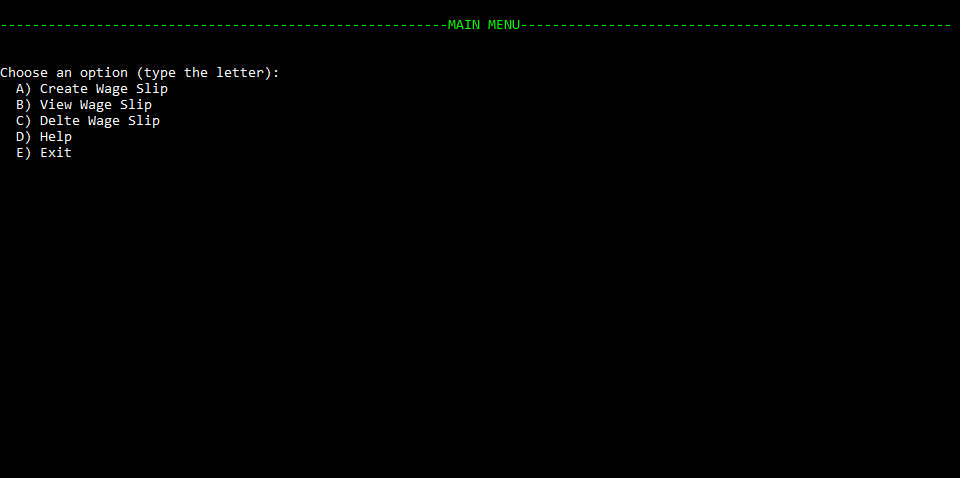 --------------------------------------------------------MAIN MENU------------------------------------------------------
Choose an option (type the letter):
A) Create Wage Slip
B) View Wage Slip
C) Delte Wage Slip
D) Help
E) Exit